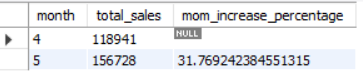 month total_sales mom_increase_percentage
4 118941 NULL
5 156728 31.769242384551315